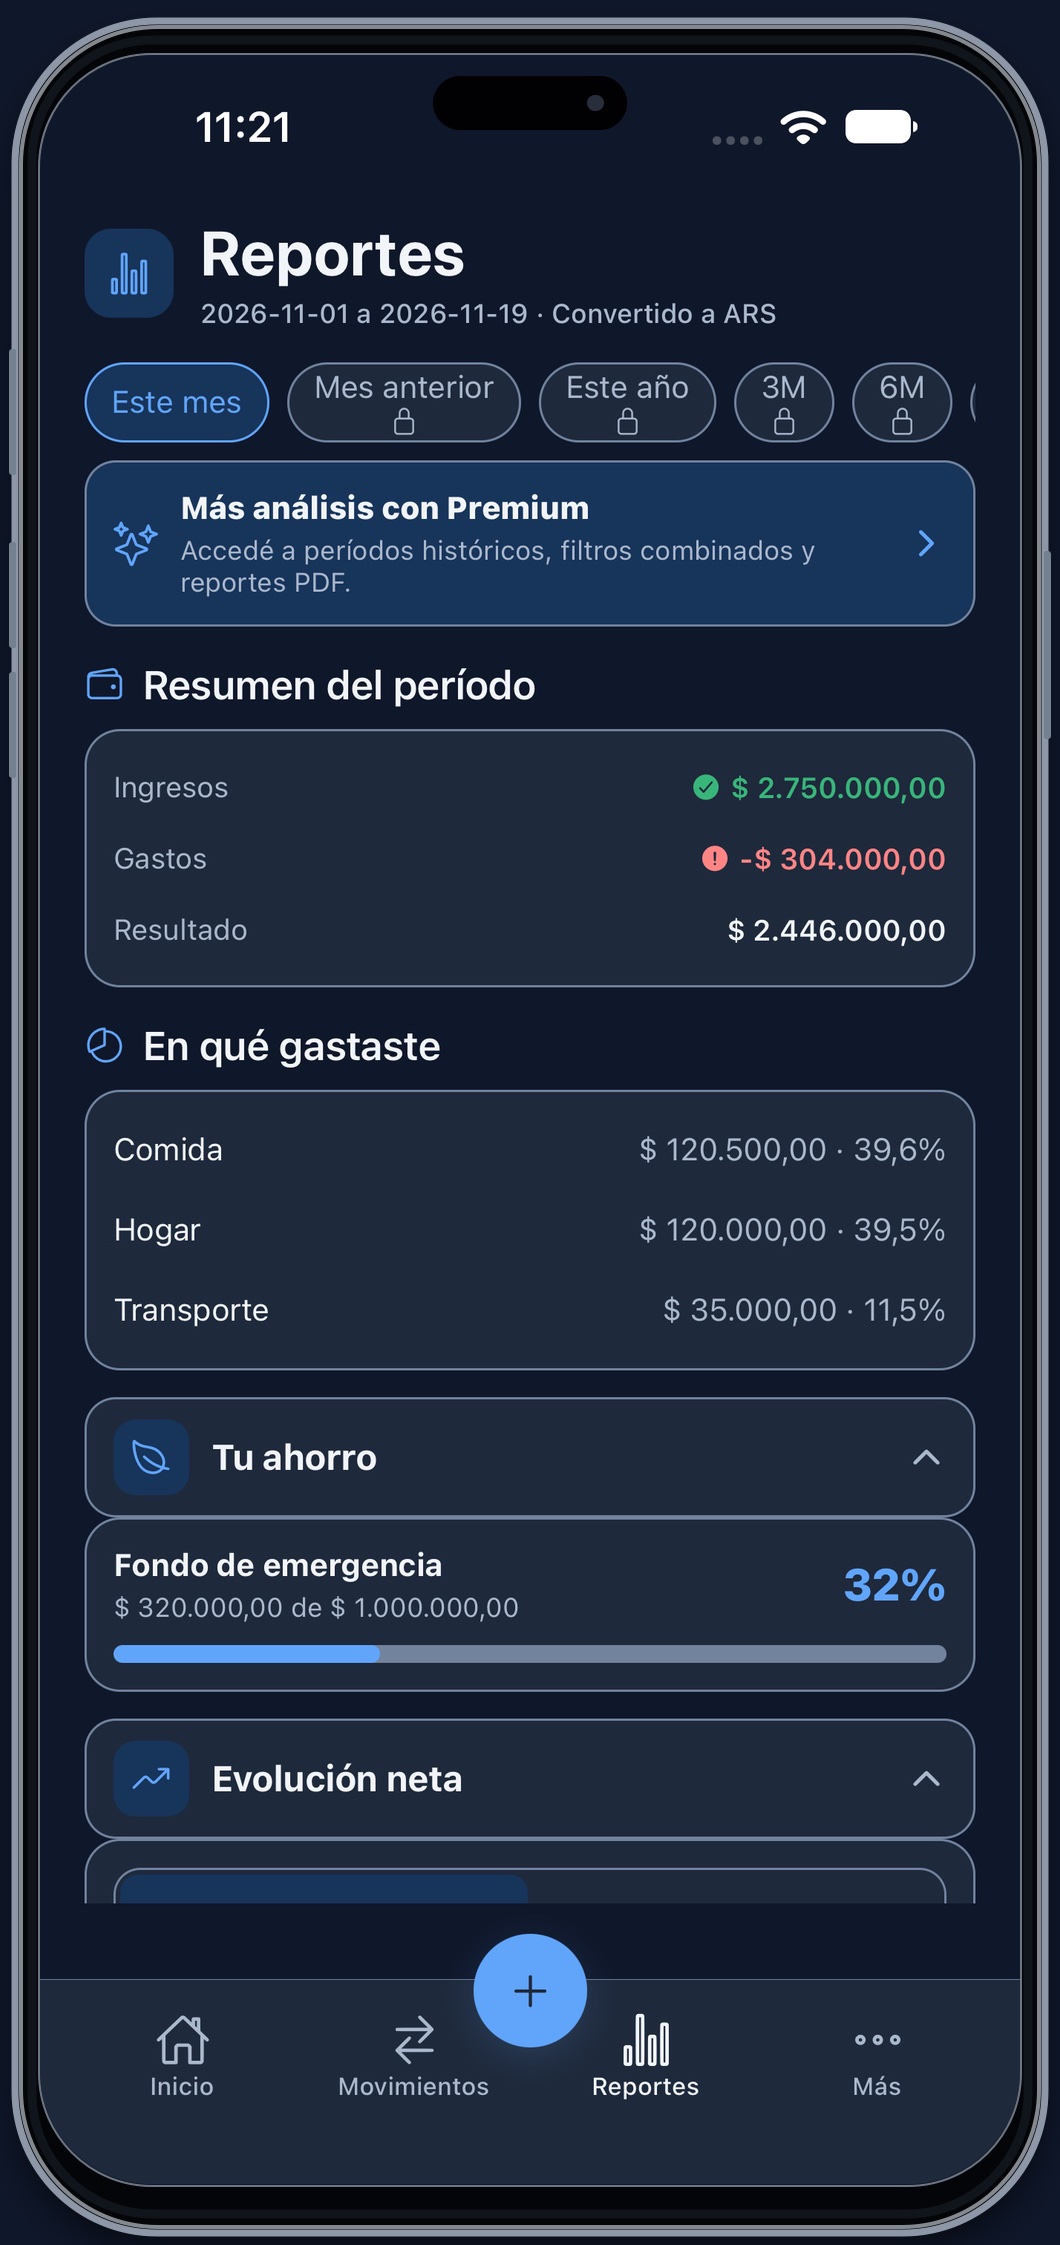 11:21
Reportes
2026-11-01 a 2026-11-19 · Convertido a ARS
Este mes
Mes anterior
Este año
3M
6M
Más análisis con Premium
Accedé a períodos históricos, filtros combinados y
reportes PDF.
Resumen del período
Ingresos $ 2.750.000,00
Gastos -$ 304.000,00
Resultado $ 2.446.000,00
En qué gastaste
Comida $ 120.500,00 · 39,6%
Hogar $ 120.000,00 · 39,5%
Transporte $ 35.000,00 · 11,5%
Tu ahorro
Fondo de emergencia
$ 320.000,00 de $ 1.000.000,00
32%
Evolución neta
Inicio
Movimientos
Reportes
Más